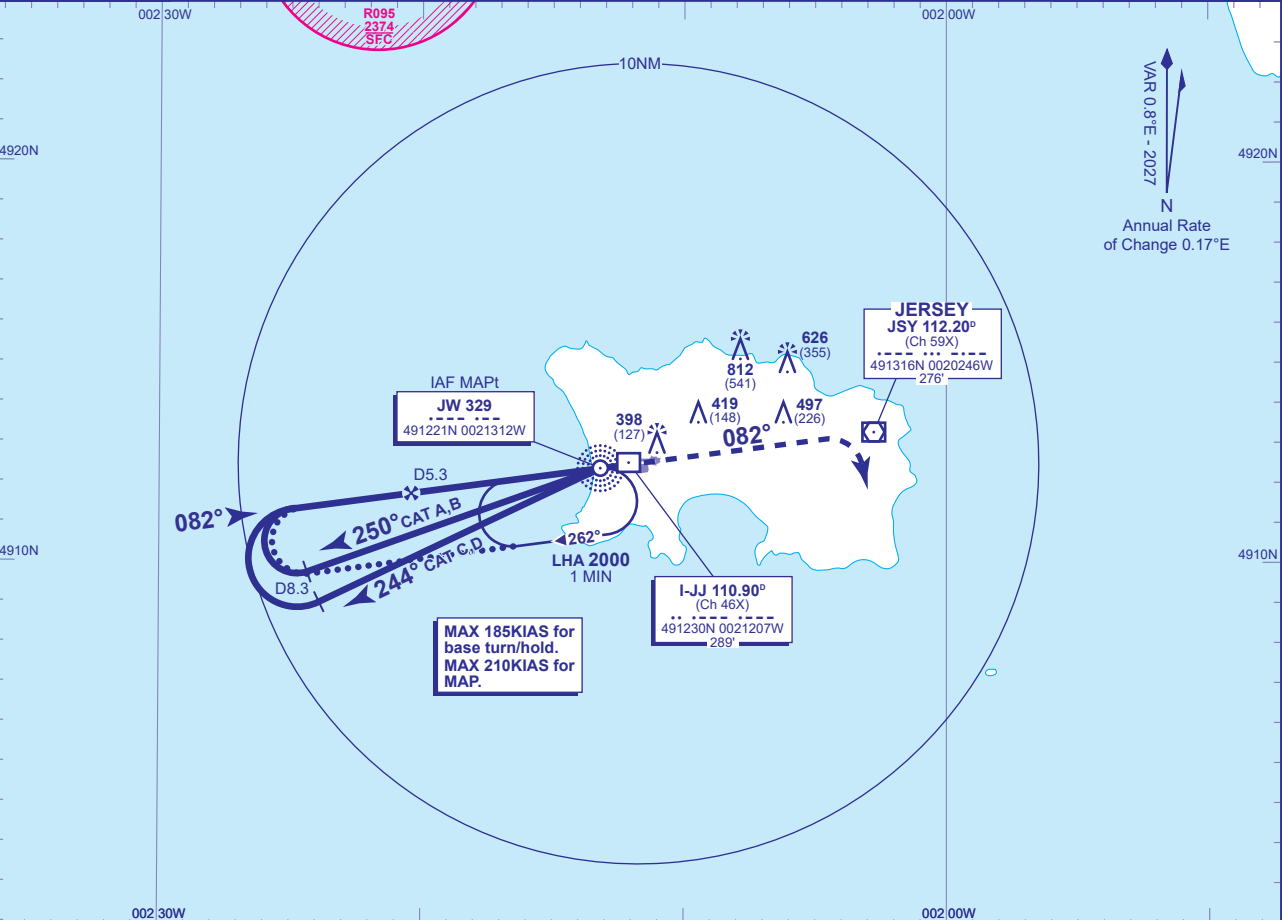 002 30W
R095
2374
SFC
002 00W
10NM
VAR 0.8°E - 2027
4920N
4920N
N
Annual Rate
of Change 0.17°E
JERSEY
JSY 112.20ᴰ
(Ch 59X)
·--- ··· -·--
491316N 0020246W
276'
626
(355)
812
(541)
IAF MAPt
JW 329
·--- ·--
491221N 0021312W
419
(148)
497
(226)
398
(127)
082°
D5.3
082°
250° CAT A,B
244° CAT C,D
262°
4910N
4910N
LHA 2000
1 MIN
D8.3
I-JJ 110.90ᴰ
(Ch 46X)
·· ·--- ·---
491230N 0021207W
289'
MAX 185KIAS for
base turn/hold.
MAX 210KIAS for
MAP.
002 30W
002 00W